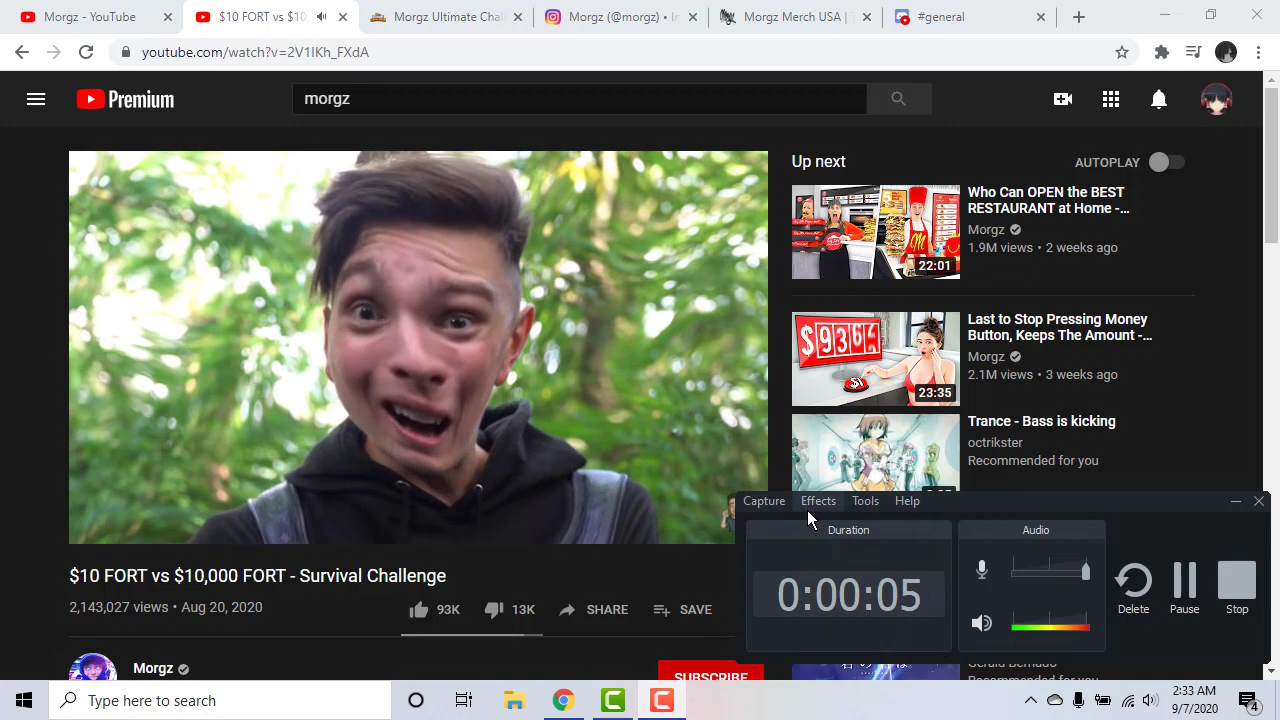 Morgz - YouTube
$10 FORT vs $10
Morgz Ultimate Chal
Morgz (@morgz) • In
Morgz Merch USA | T
#general
youtube.com/watch?v=2V1lKh_FXdA
Premium
morgz
Up next
AUTOPLAY
Who Can OPEN the BEST
RESTAURANT at Home -...
Morgz
1.9M views • 2 weeks ago
22:01
Last to Stop Pressing Money
Button, Keeps The Amount -...
Morgz
2.1M views • 3 weeks ago
$1
23:35
Trance - Bass is kicking
octrikster
Recommended for you
Capture
Effects
Tools
Help
Duration
Audio
0:00:05
Delete
Pause
Stop
$10 FORT vs $10,000 FORT - Survival Challenge
2,143,027 views • Aug 20, 2020
93K
13K
SHARE
SAVE
Morgz
SUBSCRIBE
Recommended for you
Type here to search
2:33 AM
9/7/2020
4